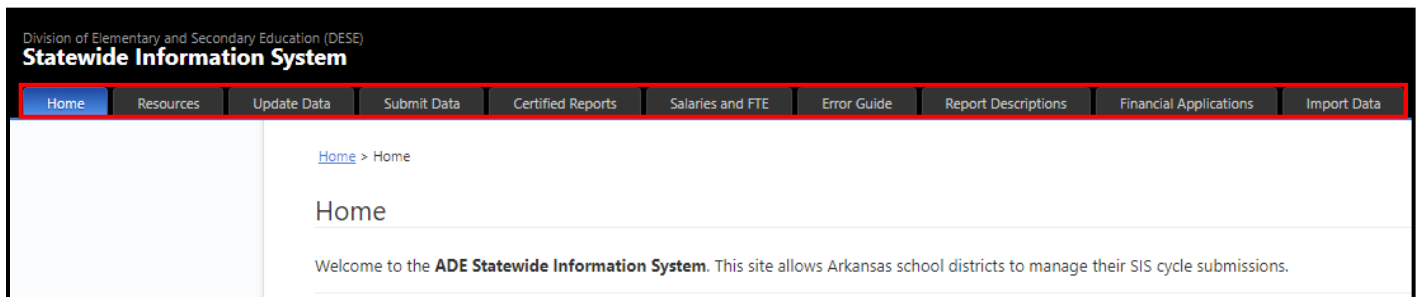 Division of Elementary and Secondary Education (DESE)
Statewide Information System
Home Resources Update Data Submit Data Certified Reports Salaries and FTE Error Guide Report Descriptions Financial Applications Import Data
Home > Home
Home
Welcome to the ADE Statewide Information System. This site allows Arkansas school districts to manage their SIS cycle submissions.